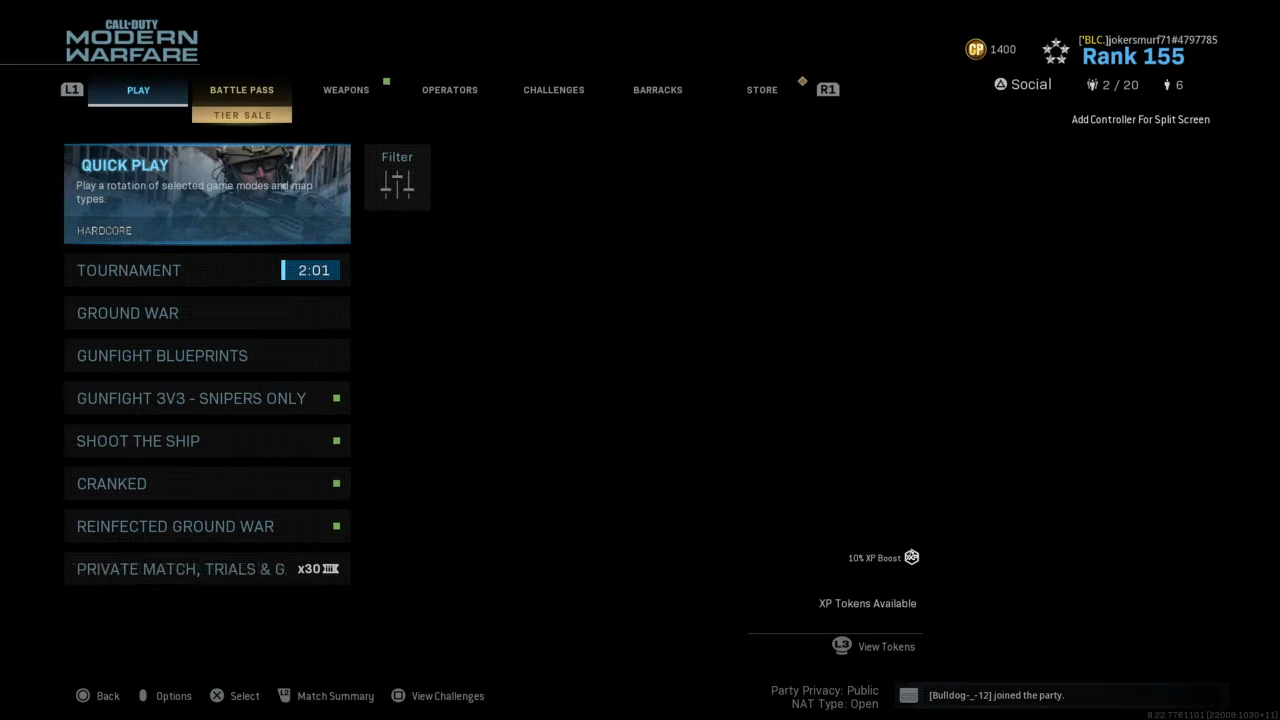 CALL OF DUTY
MODERN
WARFARE
1400
['BLC.]jokersmurf71#4797785
Rank 155
L1
PLAY
BATTLE PASS
WEAPONS
OPERATORS
CHALLENGES
BARRACKS
STORE
R1
Social
2 / 20
6
TIER SALE
Add Controller For Split Screen
QUICK PLAY
Play a rotation of selected game modes and map
types.
HARDCORE
Filter
TOURNAMENT
2:01
GROUND WAR
GUNFIGHT BLUEPRINTS
GUNFIGHT 3V3 - SNIPERS ONLY
SHOOT THE SHIP
CRANKED
REINFECTED GROUND WAR
PRIVATE MATCH, TRIALS & G.
x30
10% XP Boost
XP Tokens Available
L3
View Tokens
Back
Options
Select
L2
Match Summary
View Challenges
Party Privacy: Public
NAT Type: Open
[Bulldog-_-12] joined the party.